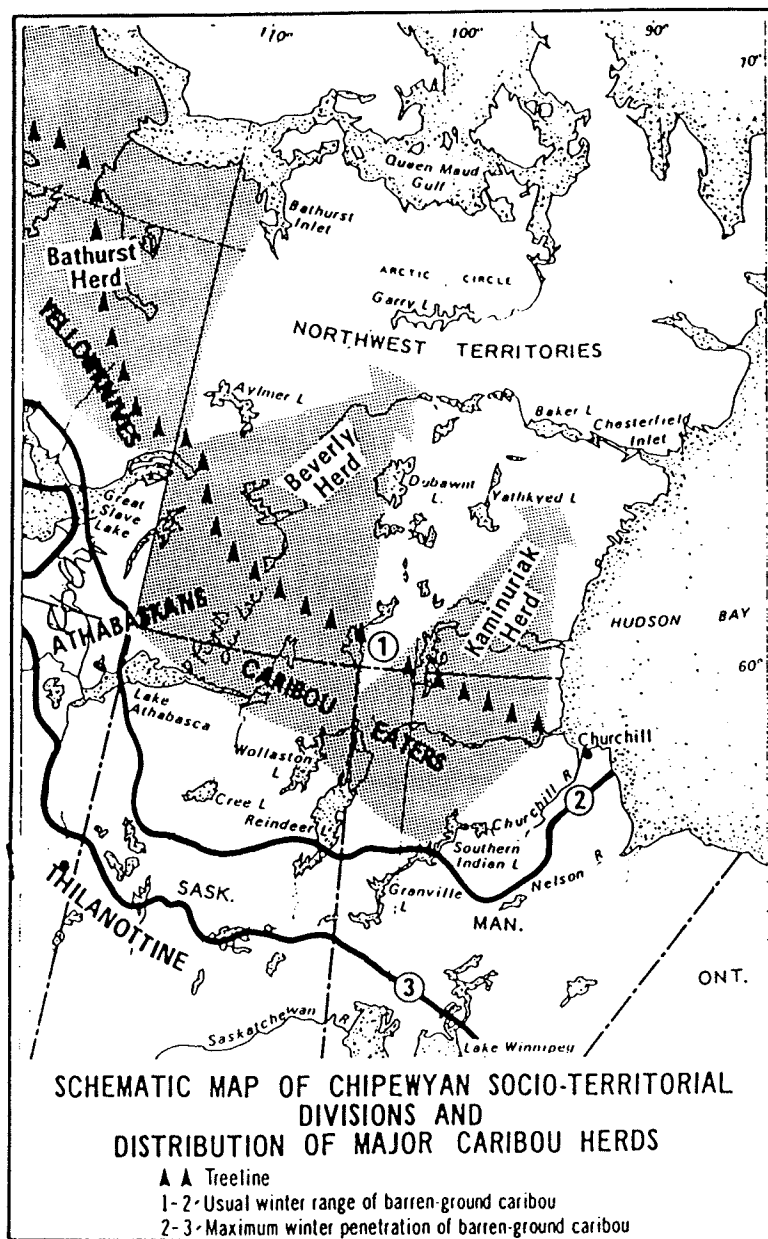 110°
100°
90°
70°
Queen Maud
Gulf
Bathurst
Inlet
Bathurst
Herd
ARCTIC CIRCLE
Garry L
YELLOWKNIVES
NORTHWEST TERRITORIES
Aylmer L
Baker L
Chesterfield
Inlet
Beverly
Herd
Dubawnt
L.
Yathkyed L
Great
Slave
Lake
Kaminuriak
Herd
HUDSON BAY
ATHABASKANE
1
60°
CARIBOU
EATERS
Lake
Athabasca
Wollaston
L
Churchill
Cree L
Reindeer L
Churchill R
2
Southern
Indian L
Nelson R
Granville
L
THILANOTTINE
SASK.
MAN.
ONT.
3
Saskatchewan R
Lake Winnipeg
SCHEMATIC MAP OF CHIPEWYAN SOCIO-TERRITORIAL
DIVISIONS AND
DISTRIBUTION OF MAJOR CARIBOU HERDS
Treeline
1-2-Usual winter range of barren-ground caribou
2-3-Maximum winter penetration of barren-ground caribou